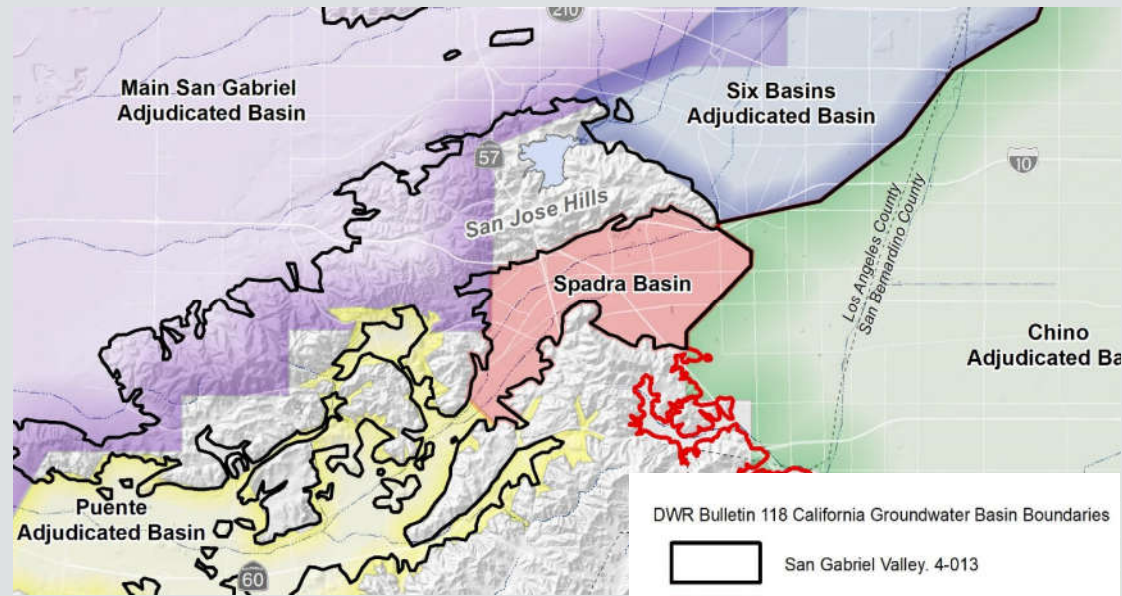 210
Main San Gabriel
Adjudicated Basin
Six Basins
Adjudicated Basin
57
10
San Jose Hills
Los Angeles County
San Bernardino County
Spadra Basin
Chino
Adjudicated Ba
Puente
Adjudicated Basin
60
DWR Bulletin 118 California Groundwater Basin Boundaries
San Gabriel Valley. 4-013